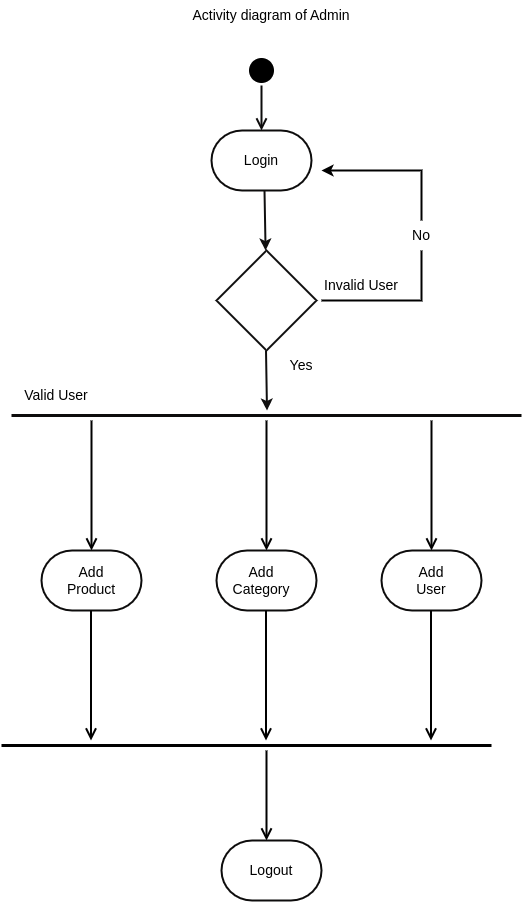 Activity diagram of Admin
Login
No
Invalid User
Yes
Valid User
Add
Product
Add
Category
Add
User
Logout